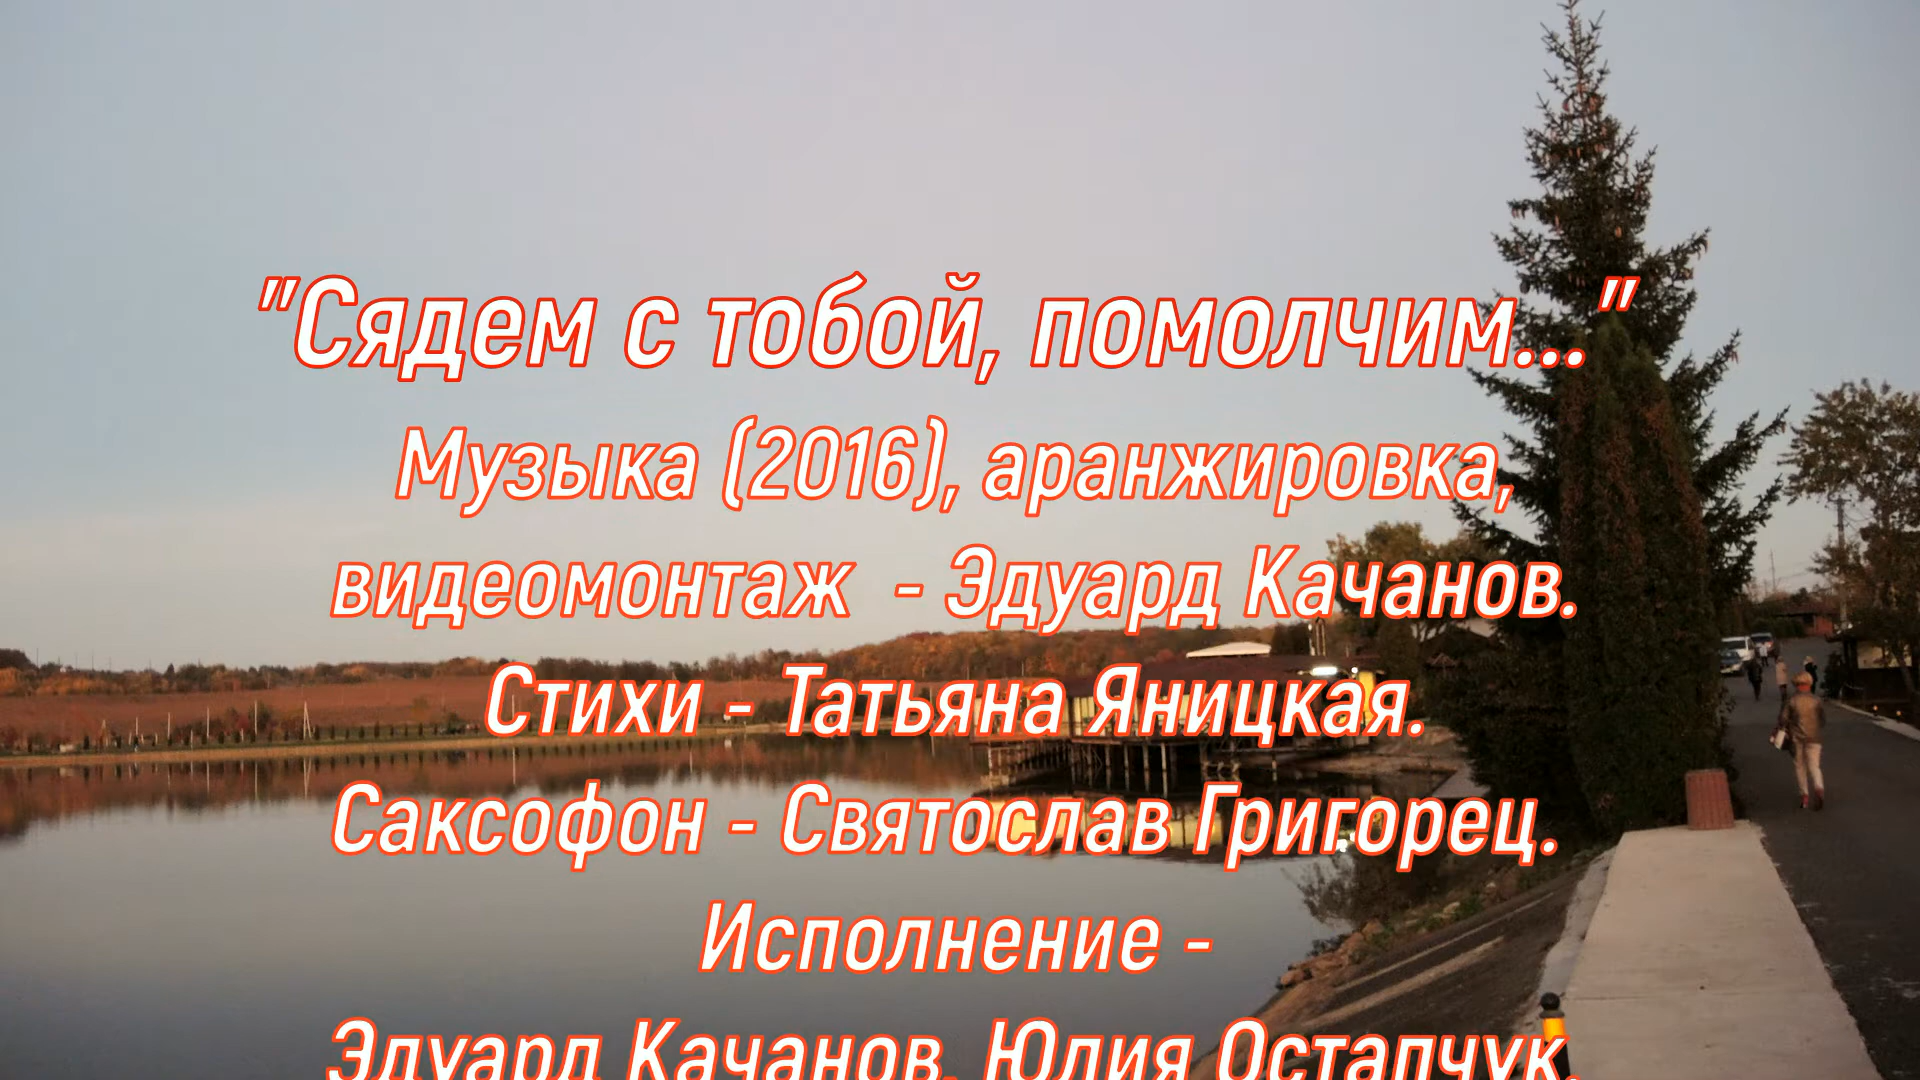 "Сядем с тобой, помолчим..."
Музыка (2016), аранжировка,
видеомонтаж - Эдуард Качанов.
Стихи - Татьяна Яницкая.
Саксофон - Святослав Григорец.
Исполнение -
Эдуард Качанов, Юлия Остапчук.